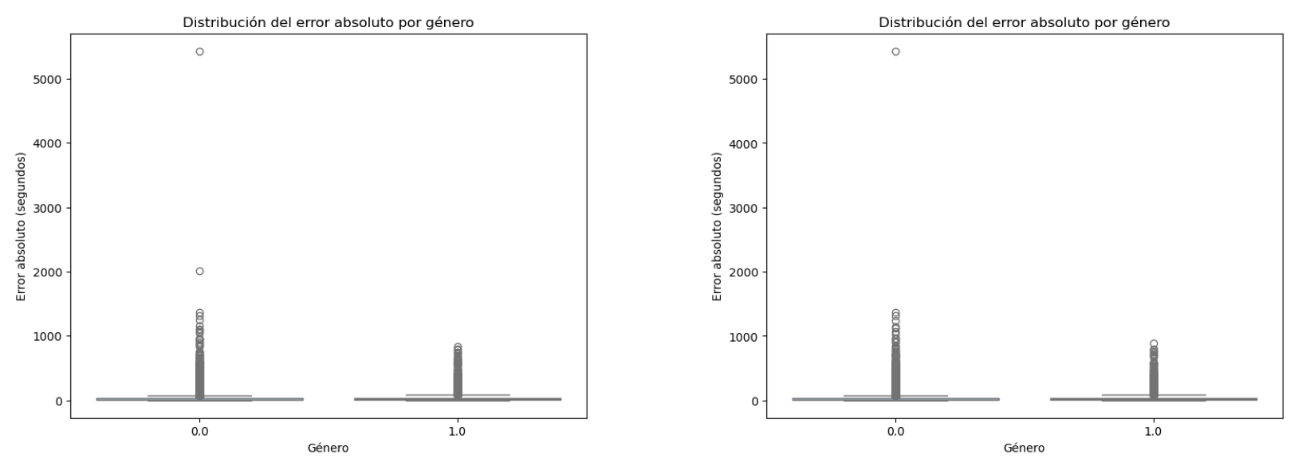 Distribución del error absoluto por género
Error absoluto (segundos)
5000
4000
3000
2000
1000
0
0.0
1.0
Género
Distribución del error absoluto por género
Error absoluto (segundos)
5000
4000
3000
2000
1000
0
0.0
1.0
Género